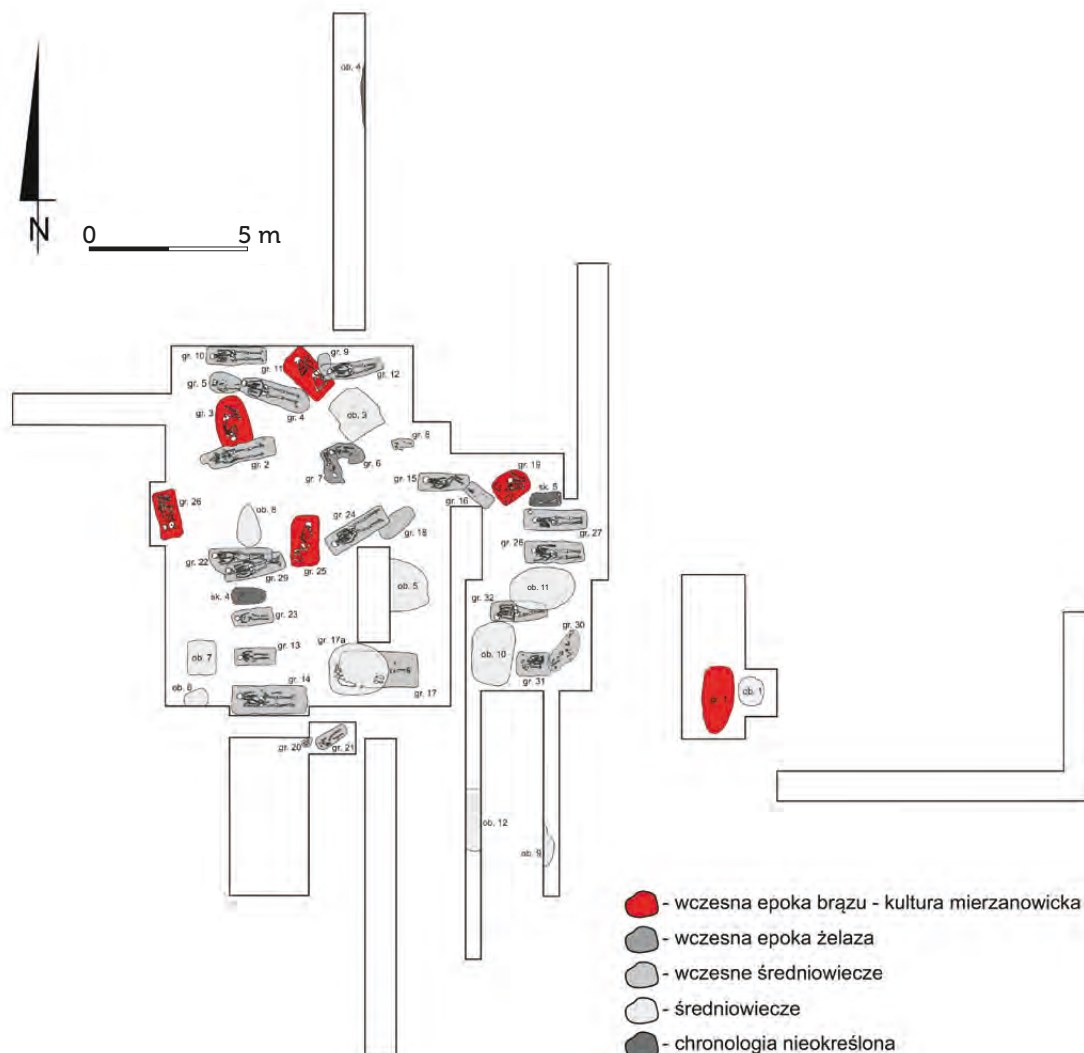 ob. 4
N
0 5 m
gr. 10
gr. 9
gr. 11
gr. 12
gr. 5
gr. 4
gr. 3
ob. 3
gr. 8
gr. 2
gr. 6
gr. 7
gr. 15
gr. 19
gr. 16
sk. 5
gr. 26
ob. 8
gr. 24
gr. 18
gr. 27
gr. 22
gr. 29
gr. 25
gr. 28
ob. 5
ob. 11
sk. 4
gr. 23
gr. 32
gr. 13
gr. 17a
gr. 30
ob. 7
ob. 10
gr. 17
gr. 31
ob. 6
gr. 14
gr. 1
ob. 1
gr. 20
gr. 21
ob. 12
ob. 9
- wczesna epoka brązu - kultura mierzanowicka
- wczesna epoka żelaza
- wczesne średniowiecze
- średniowiecze
- chronologia nieokreślona